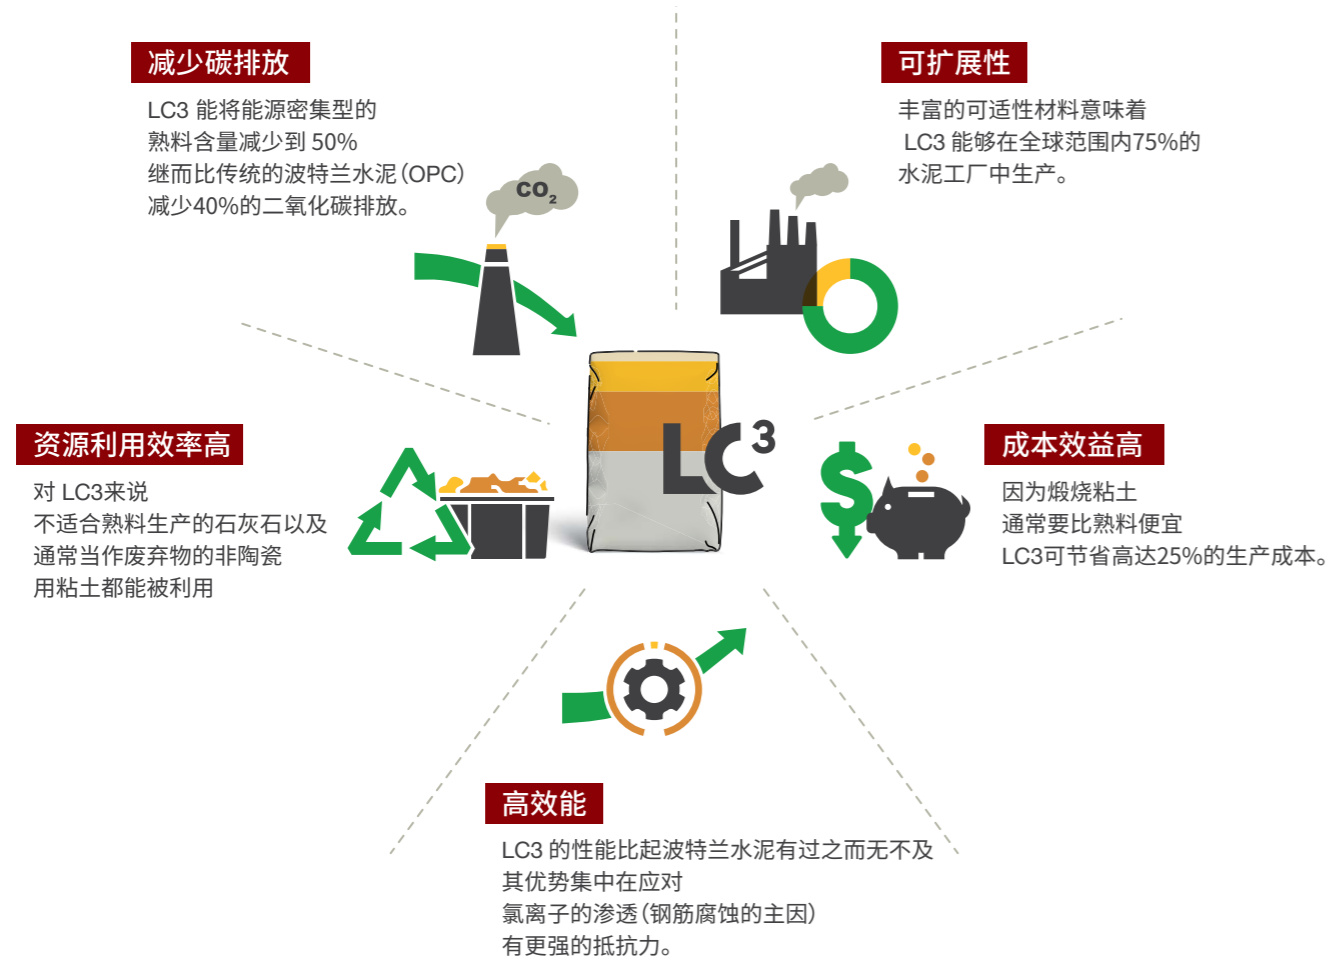 减少碳排放
LC3 能将能源密集型的
熟料含量减少到 50%
继而比传统的波特兰水泥（OPC）
减少40%的二氧化碳排放。
CO2
可扩展性
丰富的可适性材料意味着
LC3 能够在全球范围内75%的
水泥工厂中生产。
资源利用效率高
对 LC3来说
不适合熟料生产的石灰石以及
通常当作废弃物的非陶瓷
用粘土都能被利用
LC3
成本效益高
因为煅烧粘土
通常要比熟料便宜
LC3可节省高达25%的生产成本。
高效能
LC3 的性能比起波特兰水泥有过之而无不及
其优势集中在应对
氯离子的渗透（钢筋腐蚀的主因）
有更强的抵抗力。